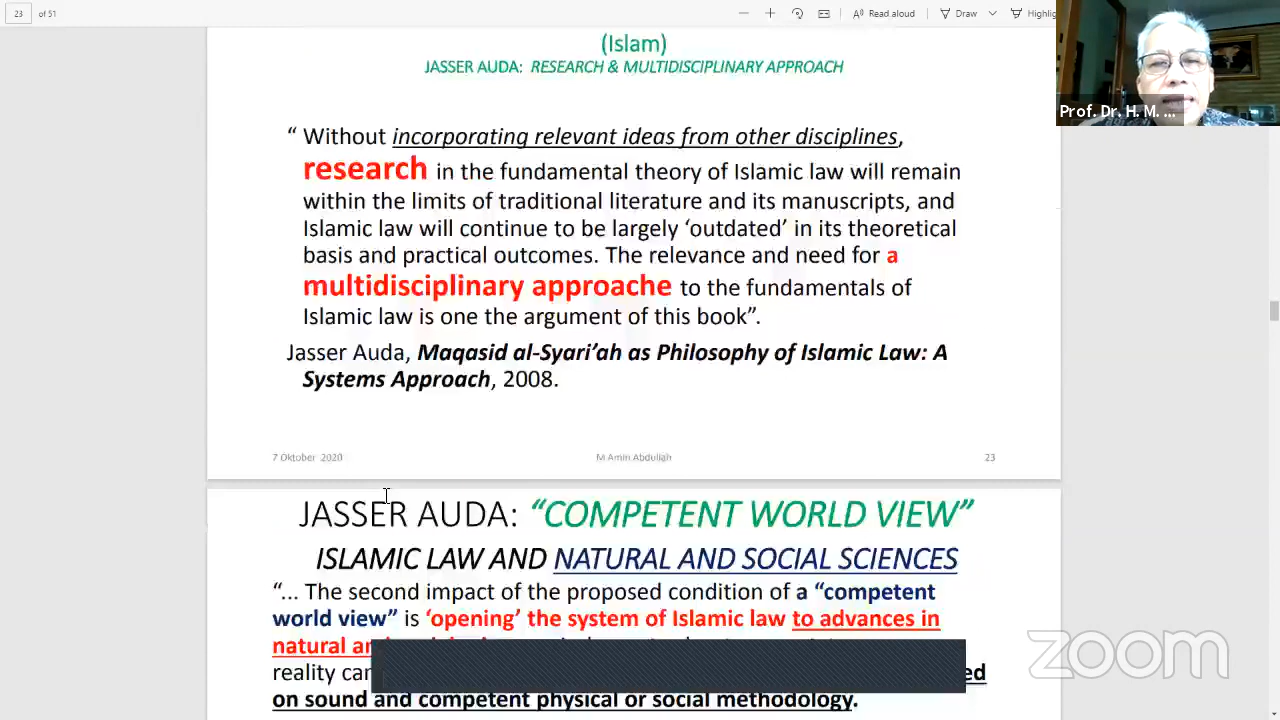 23 of 51
Read aloud
Draw
(Islam)
JASSER AUDA: RESEARCH & MULTIDISCIPLINARY APPROACH
Prof. Dr. H. M. ...
“ Without incorporating relevant ideas from other disciplines,
research in the fundamental theory of Islamic law will remain
within the limits of traditional literature and its manuscripts, and
Islamic law will continue to be largely ‘outdated’ in its theoretical
basis and practical outcomes. The relevance and need for a
multidisciplinary approache to the fundamentals of
Islamic law is one the argument of this book”.
Jasser Auda, Maqasid al-Syari’ah as Philosophy of Islamic Law: A
Systems Approach, 2008.
7 Oktober 2020
M Amin Abdullah
23
JASSER AUDA: “COMPETENT WORLD VIEW”
ISLAMIC LAW AND NATURAL AND SOCIAL SCIENCES
“... The second impact of the proposed condition of a “competent
world view” is ‘opening’ the system of Islamic law to advances in
natural
reality
on sound and competent physical or social methodology.
zoom